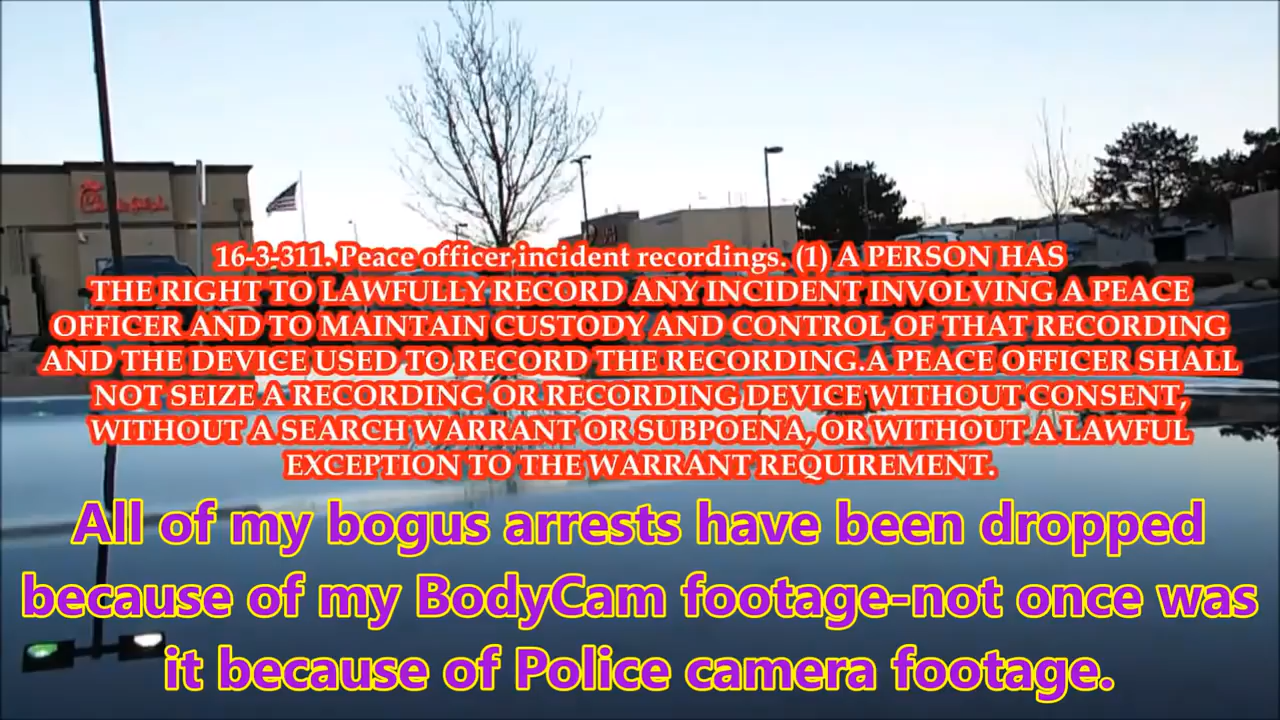 Chick-fil-A
16-3-311. Peace officer incident recordings. (1) A PERSON HAS
THE RIGHT TO LAWFULLY RECORD ANY INCIDENT INVOLVING A PEACE
OFFICER AND TO MAINTAIN CUSTODY AND CONTROL OF THAT RECORDING
AND THE DEVICE USED TO RECORD THE RECORDING.A PEACE OFFICER SHALL
NOT SEIZE A RECORDING OR RECORDING DEVICE WITHOUT CONSENT,
WITHOUT A SEARCH WARRANT OR SUBPOENA, OR WITHOUT A LAWFUL
EXCEPTION TO THE WARRANT REQUIREMENT.
All of my bogus arrests have been dropped
because of my BodyCam footage-not once was
it because of Police camera footage.